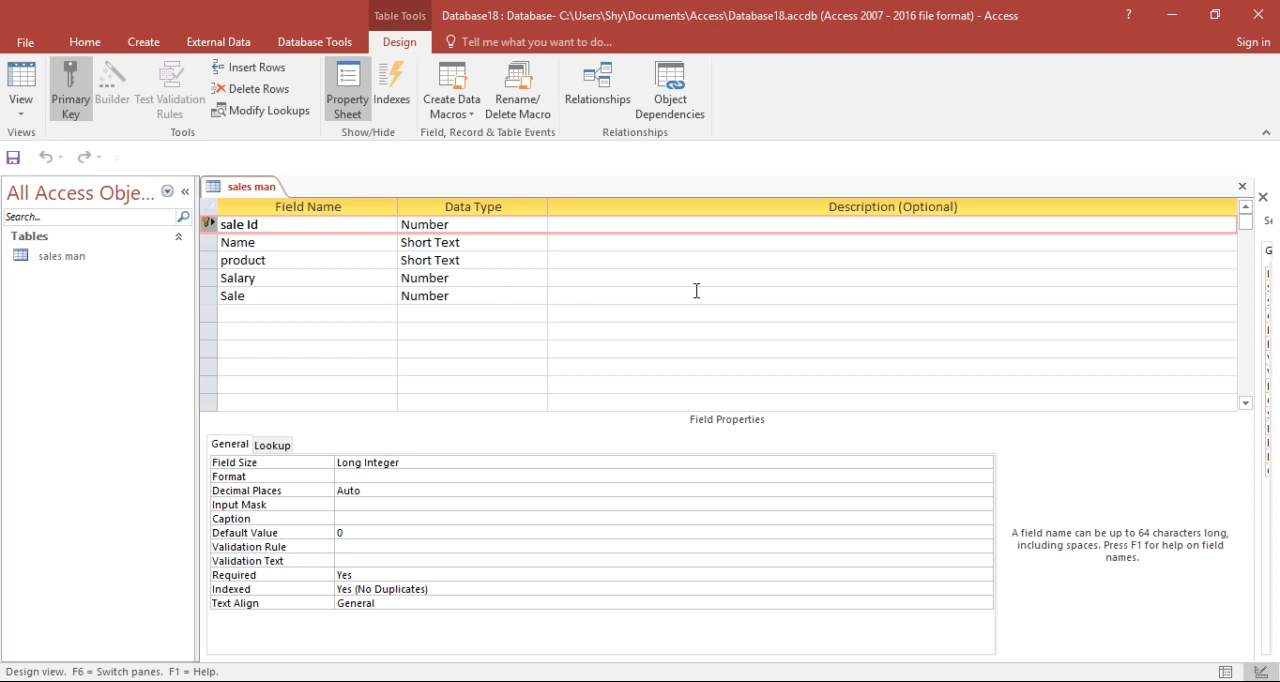 Table Tools
Database18 : Database- C:\Users\Shy\Documents\Access\Database18.accdb (Access 2007 - 2016 file format) - Access
?
File Home Create External Data Database Tools Design Tell me what you want to do... Sign in
View
Views
Primary Key
Builder
Test Validation Rules
Insert Rows
Delete Rows
Modify Lookups
Tools
Property Sheet
Indexes
Show/Hide
Create Data Macros
Rename/ Delete Macro
Field, Record & Table Events
Relationships
Object Dependencies
Relationships
All Access Obje...
Search...
Tables
sales man
sales man
Field Name Data Type Description (Optional)
sale Id Number
Name Short Text
product Short Text
Salary Number
Sale Number
Field Properties
General Lookup
Field Size Long Integer
Format
Decimal Places Auto
Input Mask
Caption
Default Value 0
Validation Rule
Validation Text
Required Yes
Indexed Yes (No Duplicates)
Text Align General
A field name can be up to 64 characters long,
including spaces. Press F1 for help on field
names.
Design view. F6 = Switch panes. F1 = Help.